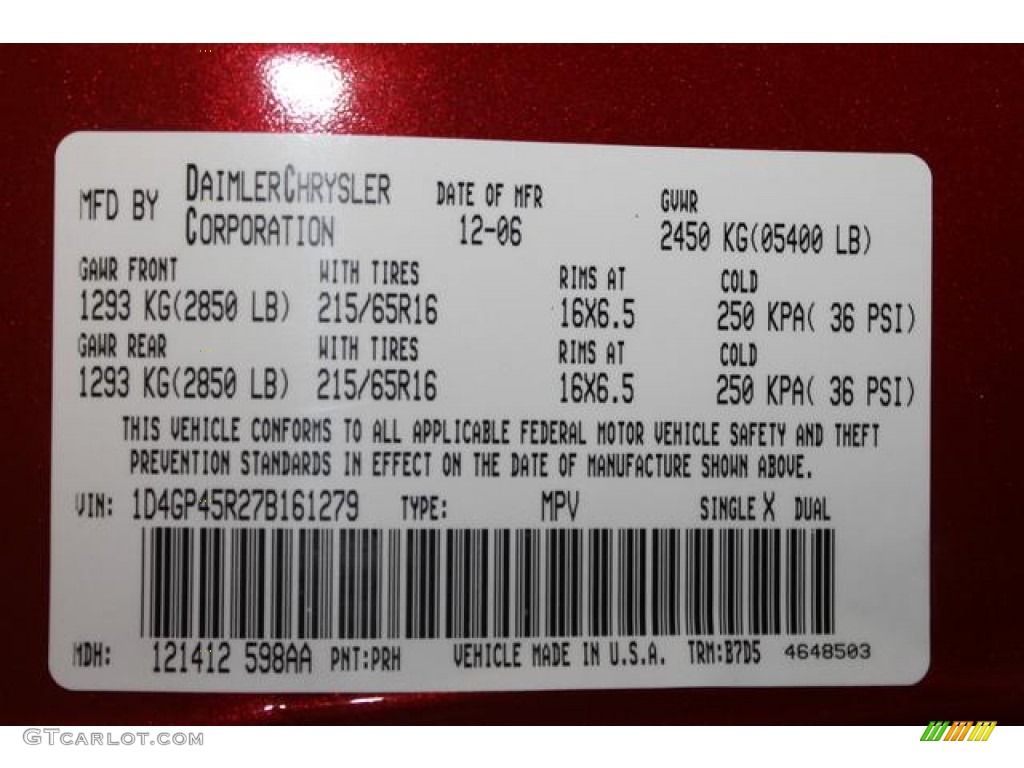 MFD BY DAIMLERCHRYSLER CORPORATION
DATE OF MFR
12-06
GVWR
2450 KG(05400 LB)
GAWR FRONT WITH TIRES RIMS AT COLD
1293 KG(2850 LB) 215/65R16 16X6.5 250 KPA( 36 PSI)
GAWR REAR WITH TIRES RIMS AT COLD
1293 KG(2850 LB) 215/65R16 16X6.5 250 KPA( 36 PSI)
THIS VEHICLE CONFORMS TO ALL APPLICABLE FEDERAL MOTOR VEHICLE SAFETY AND THEFT
PREVENTION STANDARDS IN EFFECT ON THE DATE OF MANUFACTURE SHOWN ABOVE.
VIN: 1D4GP45R27B161279 TYPE: MPV SINGLE X DUAL
MDH: 121412 598AA PNT:PRH VEHICLE MADE IN U.S.A. TRM:B7D5 4648503
GTCARLOT.COM